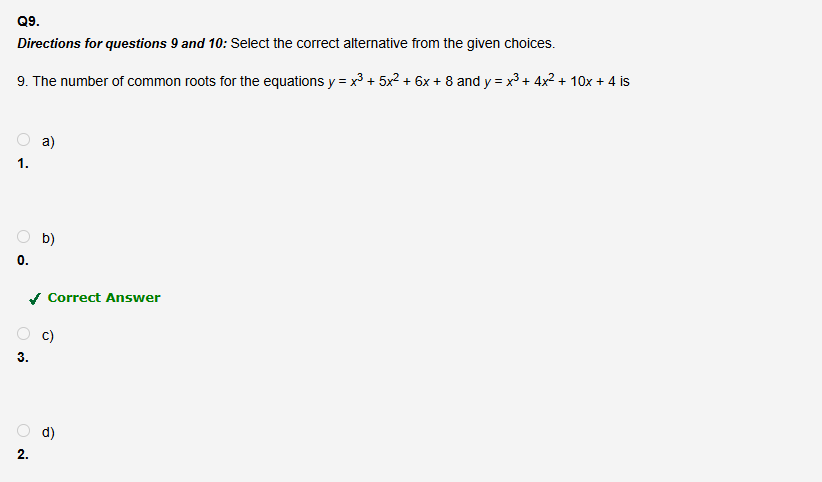 Q9.
Directions for questions 9 and 10: Select the correct alternative from the given choices.
9. The number of common roots for the equations y = x³ + 5x² + 6x + 8 and y = x³ + 4x² + 10x + 4 is
a)
1.
b)
0.
✓ Correct Answer
c)
3.
d)
2.